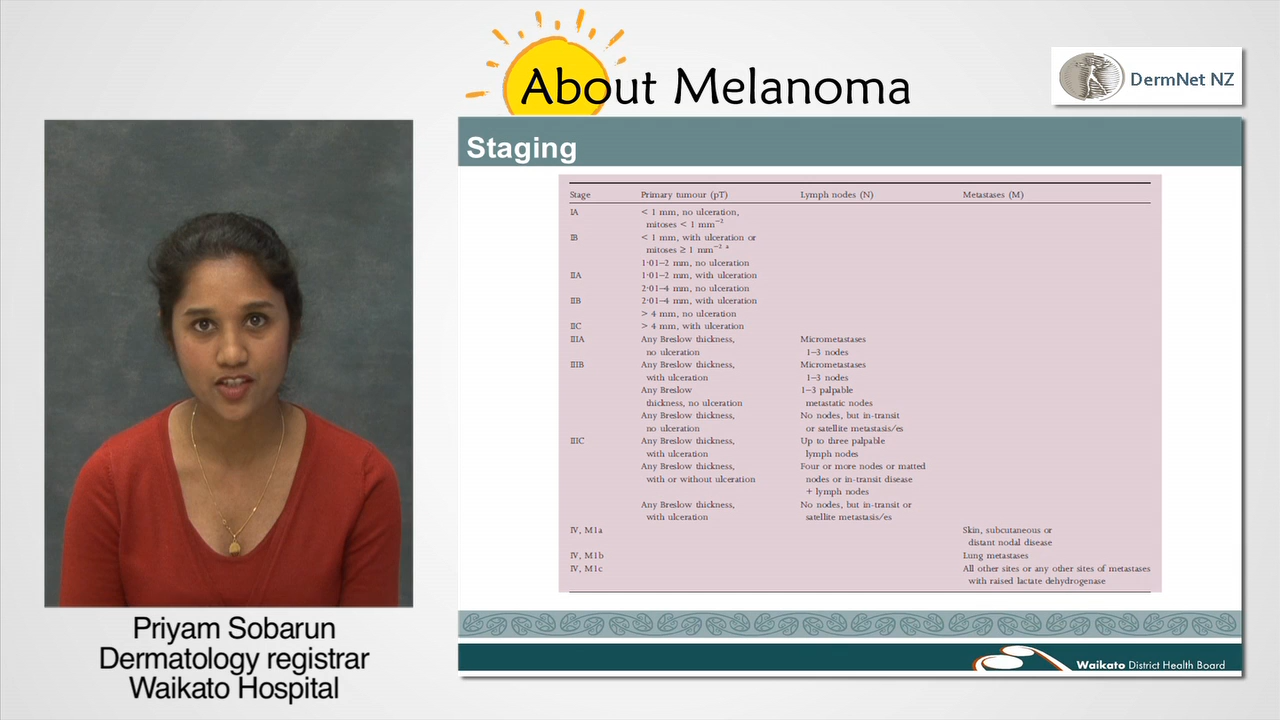 About Melanoma
DermNet NZ
Staging
Stage Primary tumour (pT) Lymph nodes (N) Metastases (M)
IA < 1 mm, no ulceration,
mitoses < 1 mm⁻²
IB < 1 mm, with ulceration or
mitoses ≥ 1 mm⁻² ᵃ
1·01–2 mm, no ulceration
IIA 1·01–2 mm, with ulceration
2·01–4 mm, no ulceration
IIB 2·01–4 mm, with ulceration
> 4 mm, no ulceration
IIC > 4 mm, with ulceration
IIIA Any Breslow thickness, Micrometastases
no ulceration 1–3 nodes
IIIB Any Breslow thickness, Micrometastases
with ulceration 1–3 nodes
Any Breslow 1–3 palpable
thickness, no ulceration metastatic nodes
Any Breslow thickness, No nodes, but in-transit
no ulceration or satellite metastasis/es
IIIC Any Breslow thickness, Up to three palpable
with ulceration lymph nodes
Any Breslow thickness, Four or more nodes or matted
with or without ulceration nodes or in-transit disease
+ lymph nodes
Any Breslow thickness, No nodes, but in-transit or
with ulceration satellite metastasis/es
IV, M1a Skin, subcutaneous or
distant nodal disease
IV, M1b Lung metastases
IV, M1c All other sites or any other sites of metastases
with raised lactate dehydrogenase
Waikato District Health Board
Priyam Sobarun
Dermatology registrar
Waikato Hospital